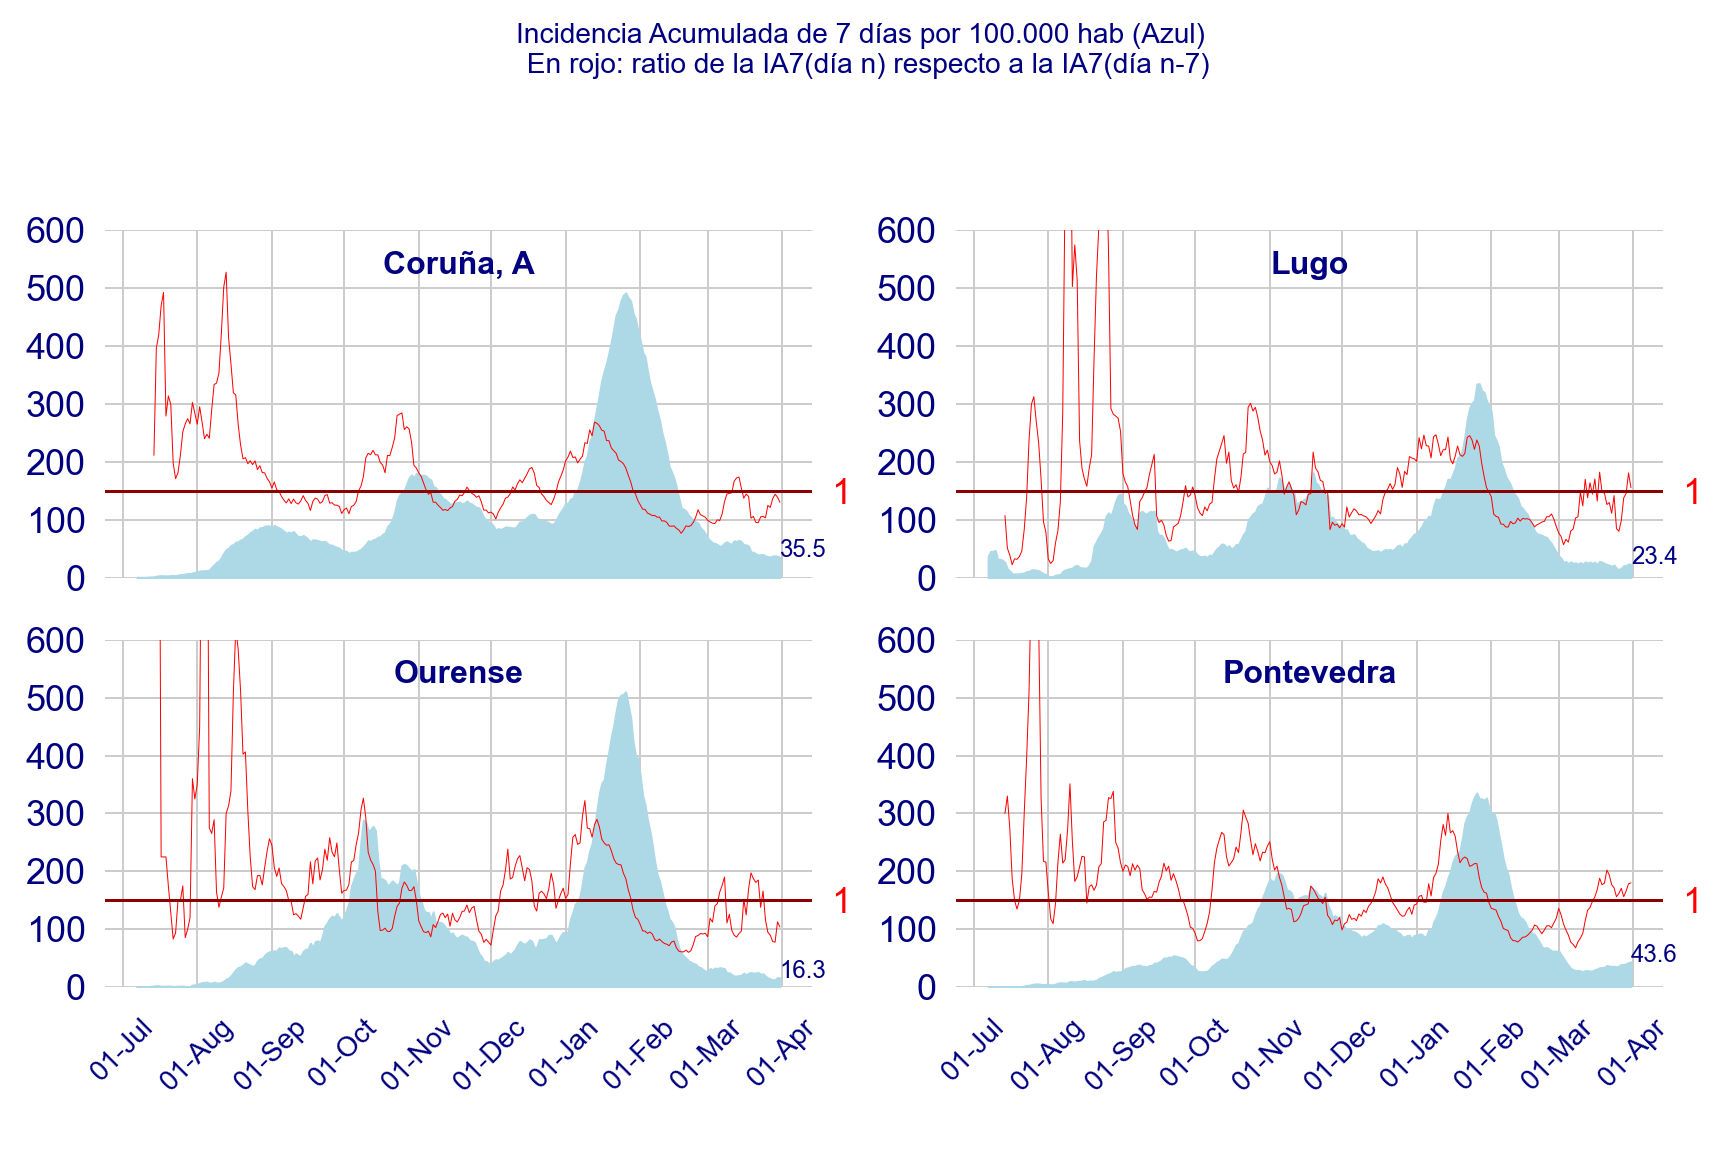 Incidencia Acumulada de 7 días por 100.000 hab (Azul)
En rojo: ratio de la IA7(día n) respecto a la IA7(día n-7)
Coruña, A
600
500
400
300
200
100
0
1
35.5
Lugo
600
500
400
300
200
100
0
1
23.4
Ourense
600
500
400
300
200
100
0
1
16.3
01-Jul
01-Aug
01-Sep
01-Oct
01-Nov
01-Dec
01-Jan
01-Feb
01-Mar
01-Apr
Pontevedra
600
500
400
300
200
100
0
1
43.6
01-Jul
01-Aug
01-Sep
01-Oct
01-Nov
01-Dec
01-Jan
01-Feb
01-Mar
01-Apr